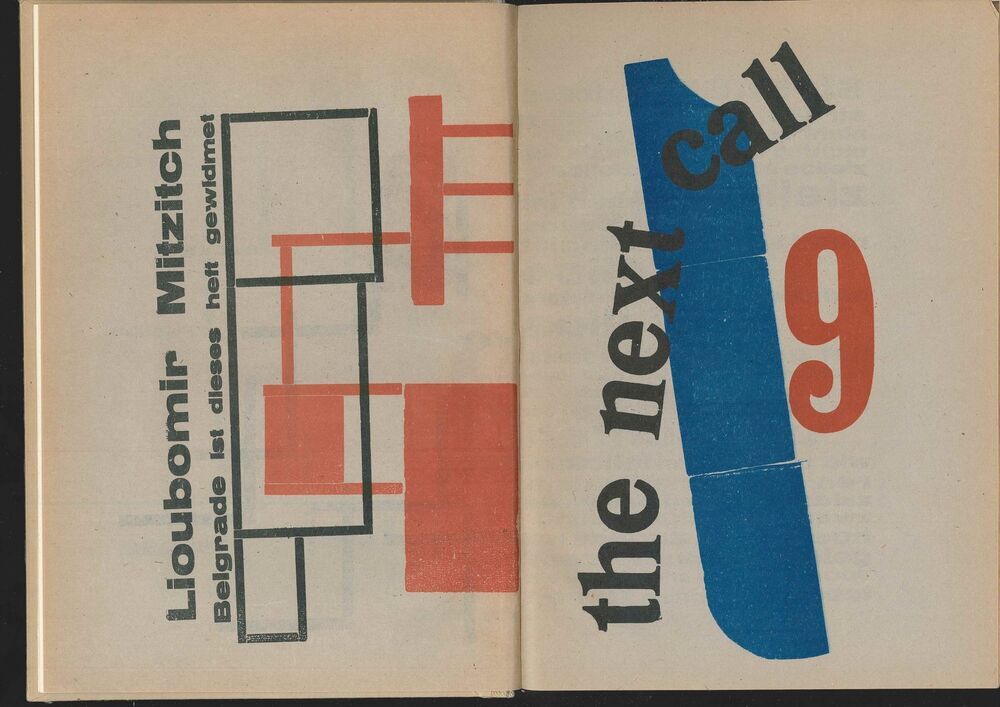 Lioubomir Mitzitch
Belgrade ist dieses heft gewidmet
the next call
9